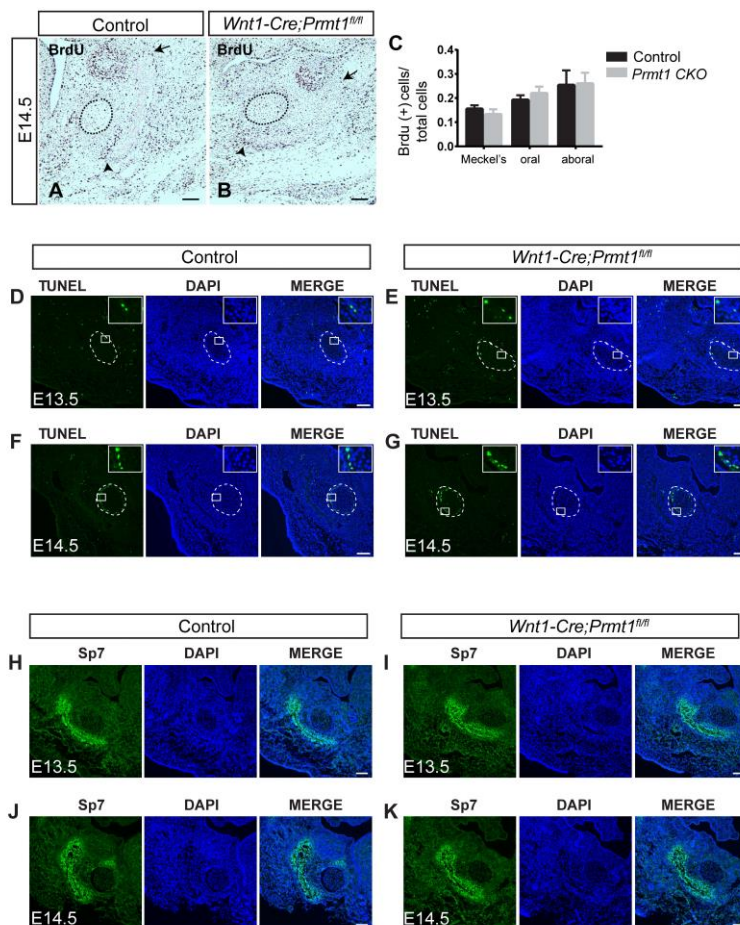 Control
Wnt1-Cre;Prmt1fl/fl
E14.5
BrdU
A
BrdU
B
C
Brdu (+) cells/
total cells
0.4
0.3
0.2
0.1
0.0
Meckel's
oral
aboral
Control
Prmt1 CKO
Control
Wnt1-Cre;Prmt1fl/fl
D
TUNEL
DAPI
MERGE
E13.5
E
TUNEL
DAPI
MERGE
E13.5
F
TUNEL
DAPI
MERGE
E14.5
G
TUNEL
DAPI
MERGE
E14.5
Control
Wnt1-Cre;Prmt1fl/fl
H
Sp7
DAPI
MERGE
E13.5
I
Sp7
DAPI
MERGE
E13.5
J
Sp7
DAPI
MERGE
E14.5
K
Sp7
DAPI
MERGE
E14.5